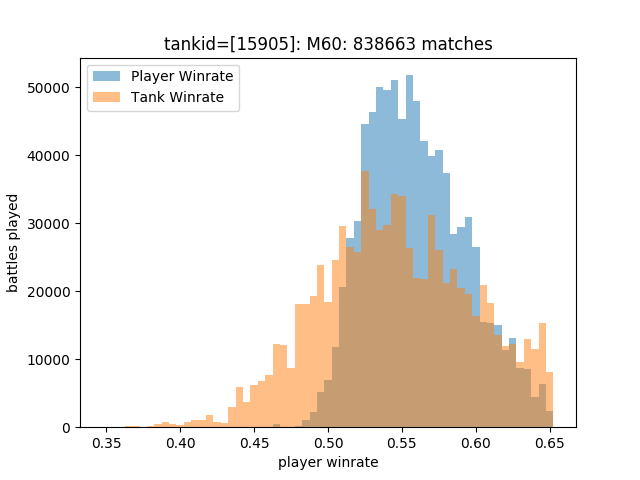 tankid=[15905]: M60: 838663 matches
Player Winrate
Tank Winrate
battles played
50000
40000
30000
20000
10000
0
0.35 0.40 0.45 0.50 0.55 0.60 0.65
player winrate